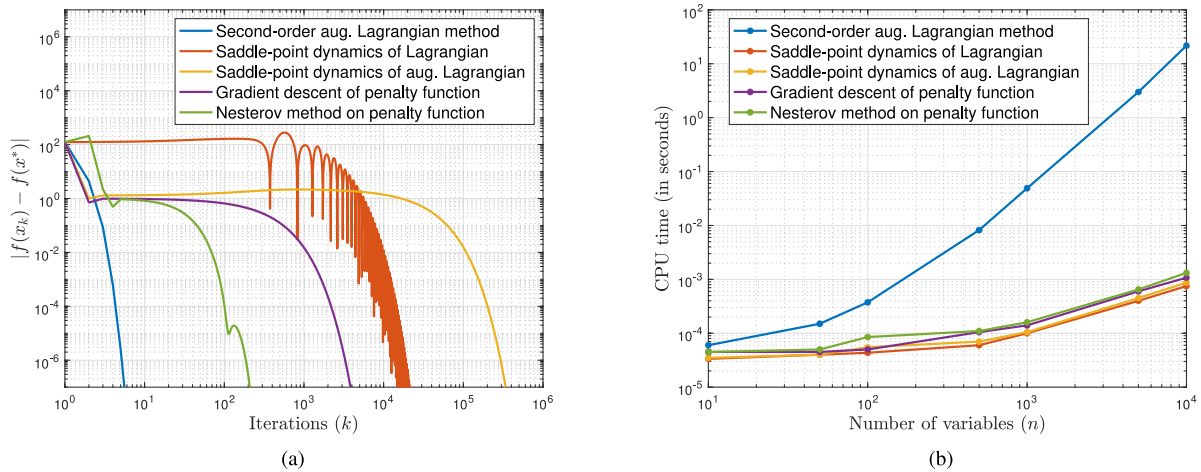 Second-order aug. Lagrangian method
Saddle-point dynamics of Lagrangian
Saddle-point dynamics of aug. Lagrangian
Gradient descent of penalty function
Nesterov method on penalty function
10^6
10^4
10^2
10^0
10^-2
10^-4
10^-6
|f(x_k) − f(x*)|
10^0 10^1 10^2 10^3 10^4 10^5 10^6
Iterations (k)
(a)
Second-order aug. Lagrangian method
Saddle-point dynamics of Lagrangian
Saddle-point dynamics of aug. Lagrangian
Gradient descent of penalty function
Nesterov method on penalty function
10^2
10^1
10^0
10^-1
10^-2
10^-3
10^-4
10^-5
CPU time (in seconds)
10^1 10^2 10^3 10^4
Number of variables (n)
(b)